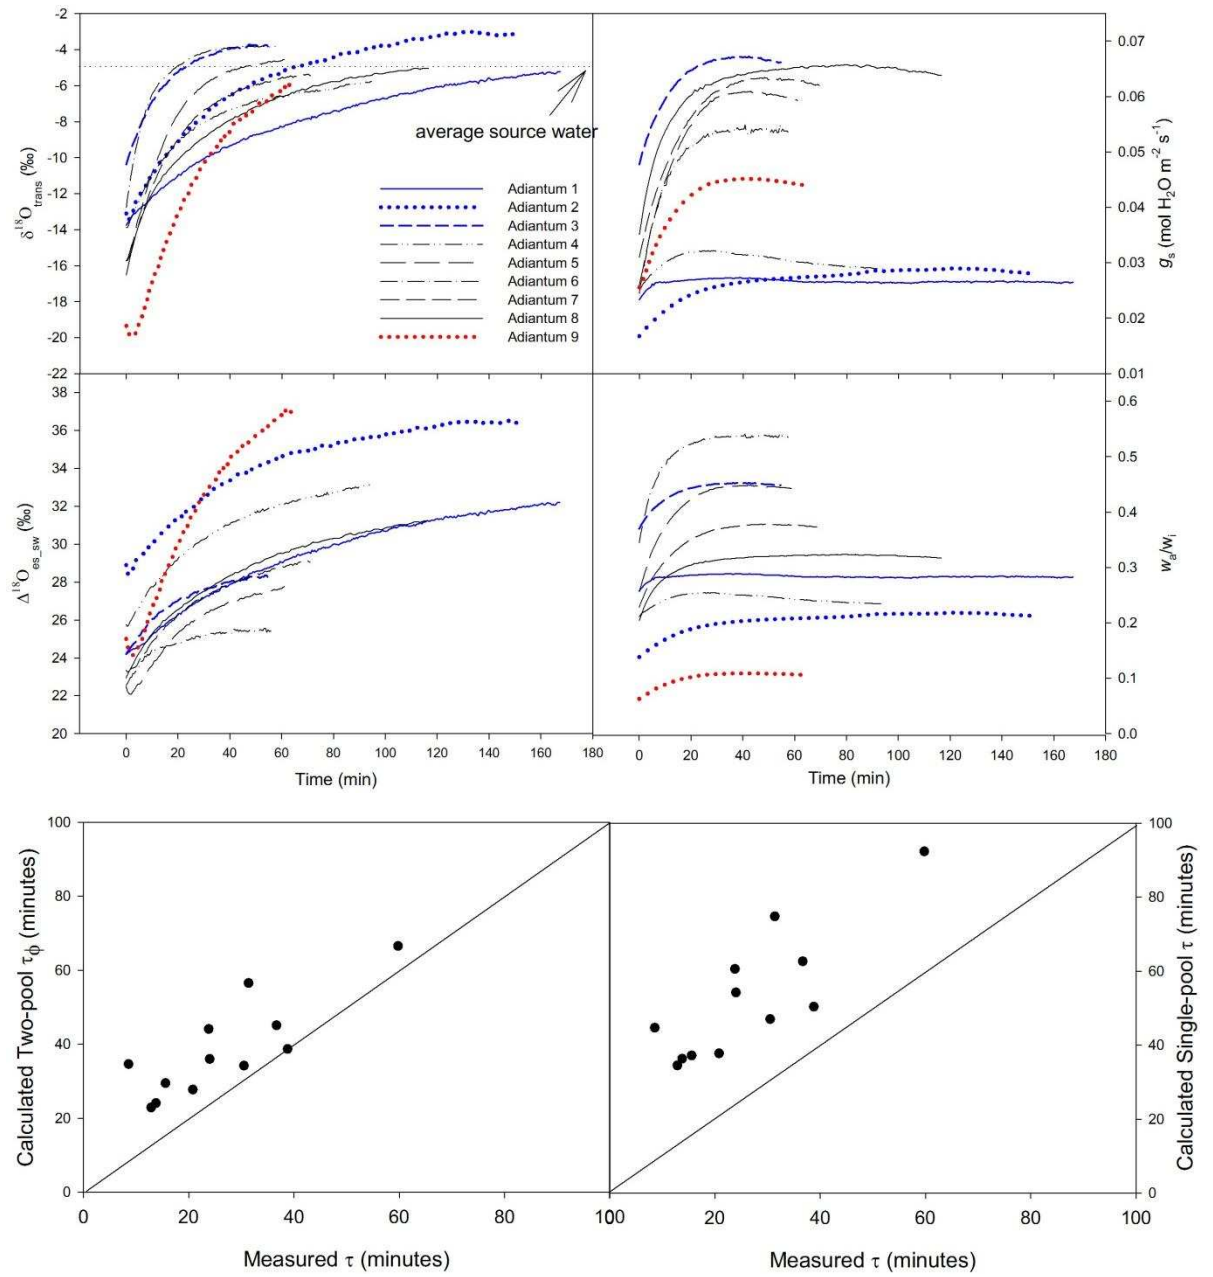 -2
-4
-6
-8
-10
-12
-14
-16
-18
-20
-22
δ¹⁸O_trans (‰)
average source water
Adiantum 1
Adiantum 2
Adiantum 3
Adiantum 4
Adiantum 5
Adiantum 6
Adiantum 7
Adiantum 8
Adiantum 9
0.07
0.06
0.05
0.04
0.03
0.02
0.01
g_s (mol H₂O m⁻² s⁻¹)
38
36
34
32
30
28
26
24
22
20
Δ¹⁸O_es_sw (‰)
0 20 40 60 80 100 120 140 160 180
Time (min)
0.6
0.5
0.4
0.3
0.2
0.1
0.0
w_a/w_i
0 20 40 60 80 100 120 140 160 180
Time (min)
100
80
60
40
20
0
Calculated Two-pool τ_ϕ (minutes)
0 20 40 60 80 100
Measured τ (minutes)
100
80
60
40
20
0
Calculated Single-pool τ (minutes)
0 20 40 60 80 100
Measured τ (minutes)